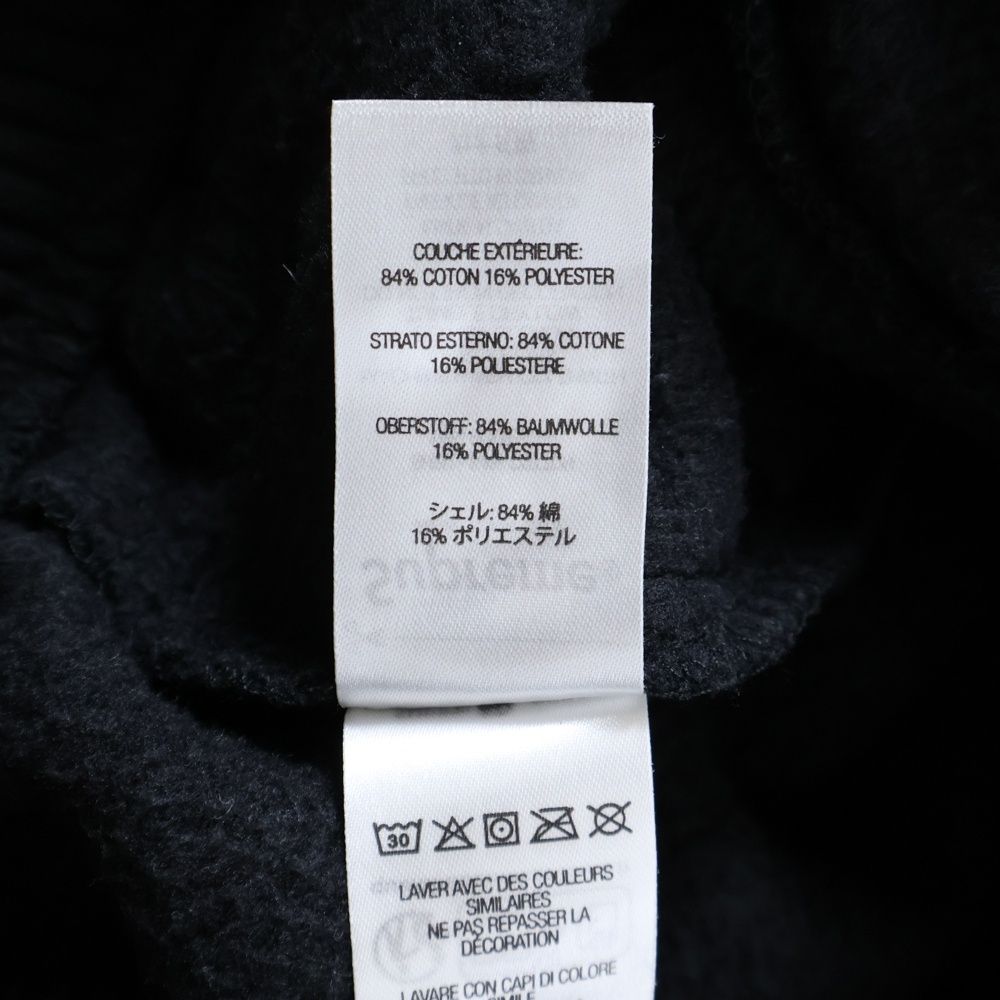 COUCHE EXTÉRIEURE:
84% COTON 16% POLYESTER
STRATO ESTERNO: 84% COTONE
16% POLIESTERE
OBERSTOFF: 84% BAUMWOLLE
16% POLYESTER
シェル: 84% 綿
16% ポリエステル
Supreme
30
LAVER AVEC DES COULEURS
SIMILAIRES
NE PAS REPASSER LA
DÉCORATION
LAVARE CON CAPI DI COLORE
SIMILE